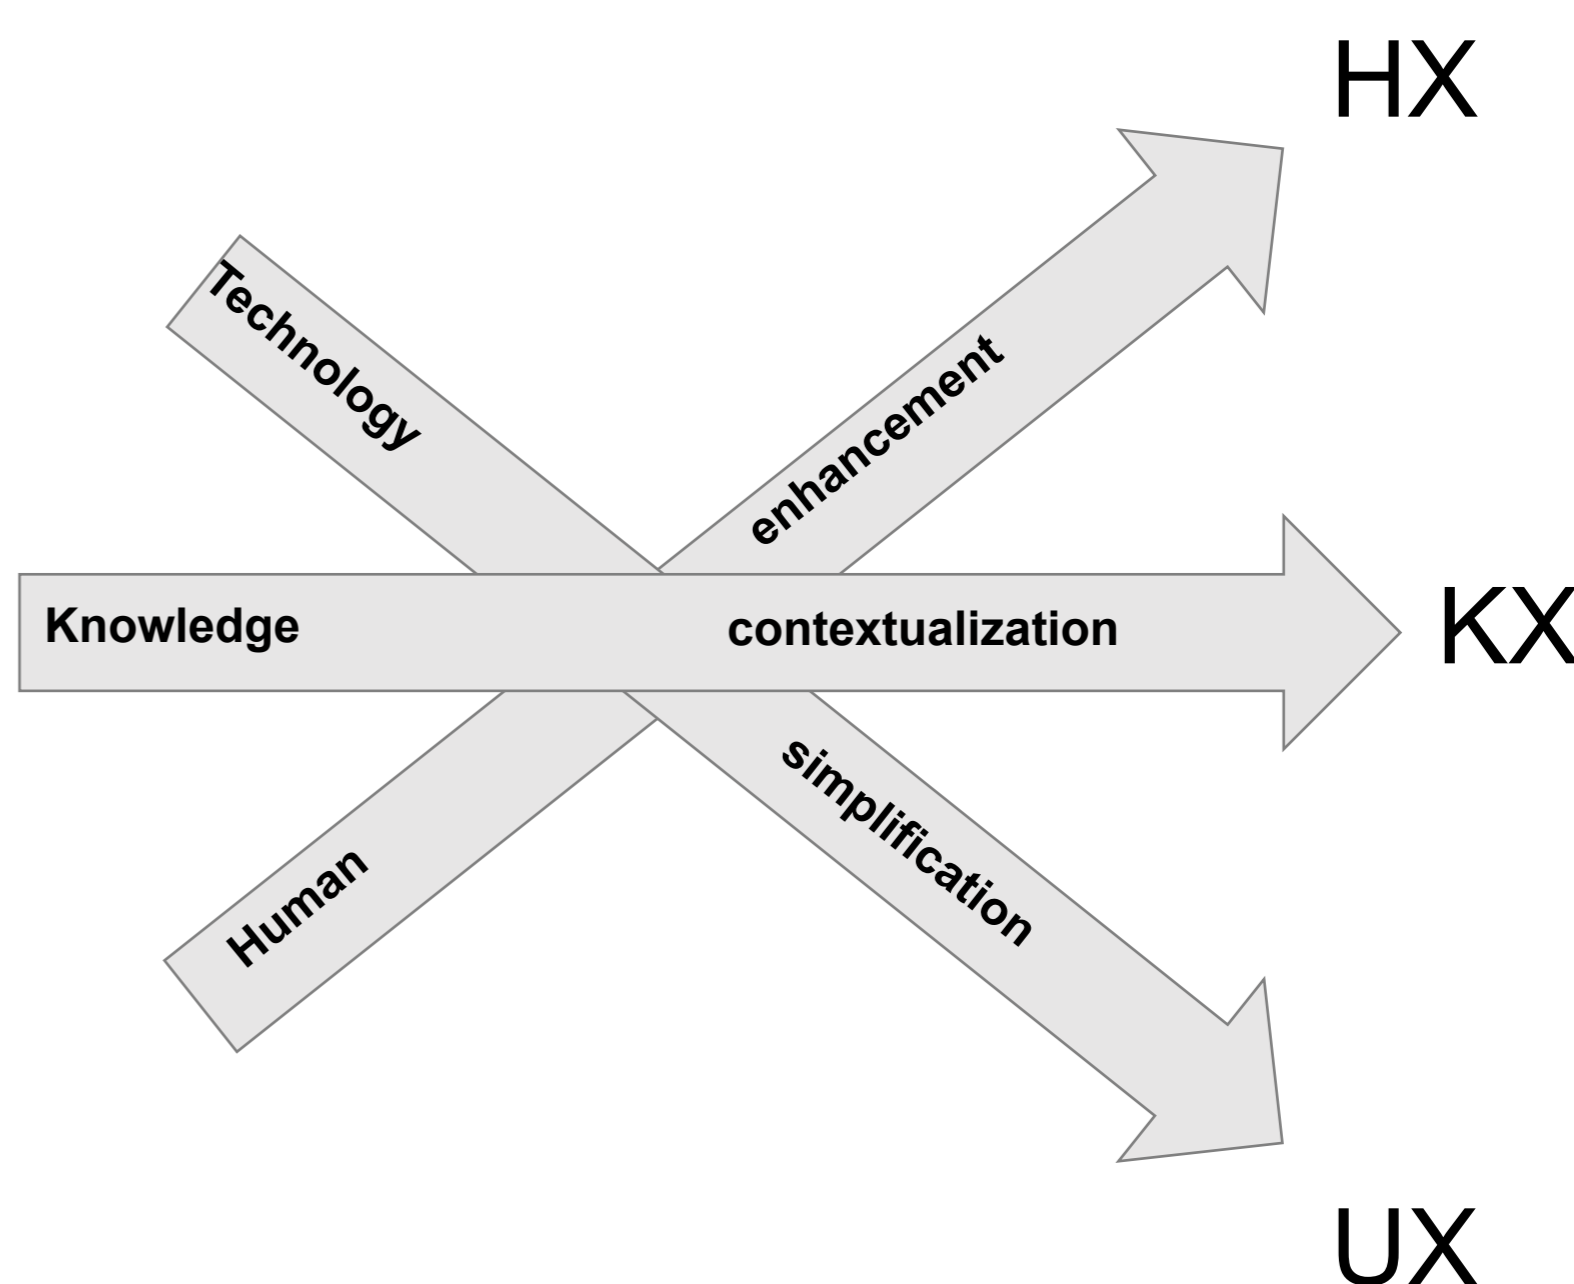 HX
Technology
enhancement
Knowledge contextualization KX
simplification
Human
UX